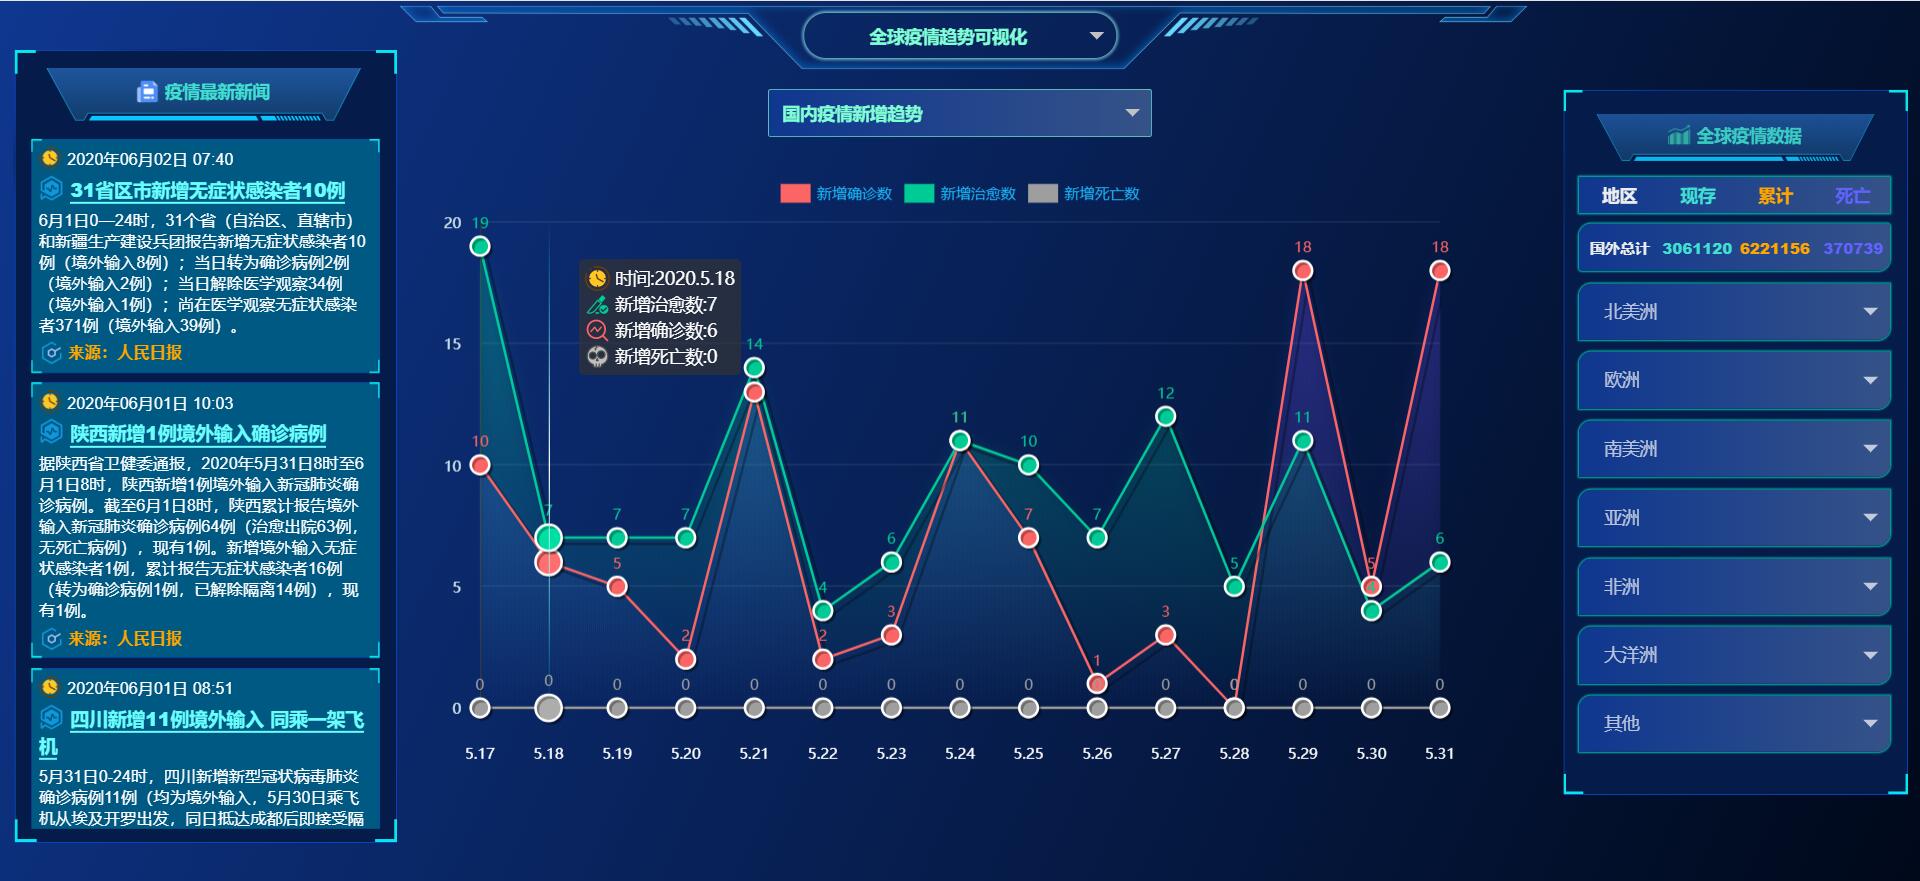 全球疫情趋势可视化
疫情最新新闻
2020年06月02日 07:40
31省区市新增无症状感染者10例
6月1日0—24时，31个省（自治区、直辖市）
和新疆生产建设兵团报告新增无症状感染者10
例（境外输入8例）；当日转为确诊病例2例
（境外输入2例）；当日解除医学观察34例
（境外输入1例）；尚在医学观察无症状感染
者371例（境外输入39例）。
来源：人民日报
2020年06月01日 10:03
陕西新增1例境外输入确诊病例
据陕西省卫健委通报，2020年5月31日8时至6
月1日8时，陕西新增1例境外输入新冠肺炎确
诊病例。截至6月1日8时，陕西累计报告境外
输入新冠肺炎确诊病例64例（治愈出院63例，
无死亡病例），现有1例。新增境外输入无症
状感染者1例，累计报告无症状感染者16例
（转为确诊病例1例，已解除隔离14例），现
有1例。
来源：人民日报
2020年06月01日 08:51
四川新增11例境外输入 同乘一架飞
机
5月31日0-24时，四川新增新型冠状病毒肺炎
确诊病例11例（均为境外输入，5月30日乘飞
机从埃及开罗出发，同日抵达成都后即接受隔
国内疫情新增趋势
新增确诊数 新增治愈数 新增死亡数
20
15
10
5
0
19 7 7 7 14 4 6 11 10 7 12 5 11 4 6
10 5 2 2 3 7 1 3 0 18 5 18
0 0 0 0 0 0 0 0 0 0 0 0 0 0
时间:2020.5.18
新增治愈数:7
新增确诊数:6
新增死亡数:0
5.17 5.18 5.19 5.20 5.21 5.22 5.23 5.24 5.25 5.26 5.27 5.28 5.29 5.30 5.31
全球疫情数据
地区 现存 累计 死亡
国外总计 3061120 6221156 370739
北美洲
欧洲
南美洲
亚洲
非洲
大洋洲
其他